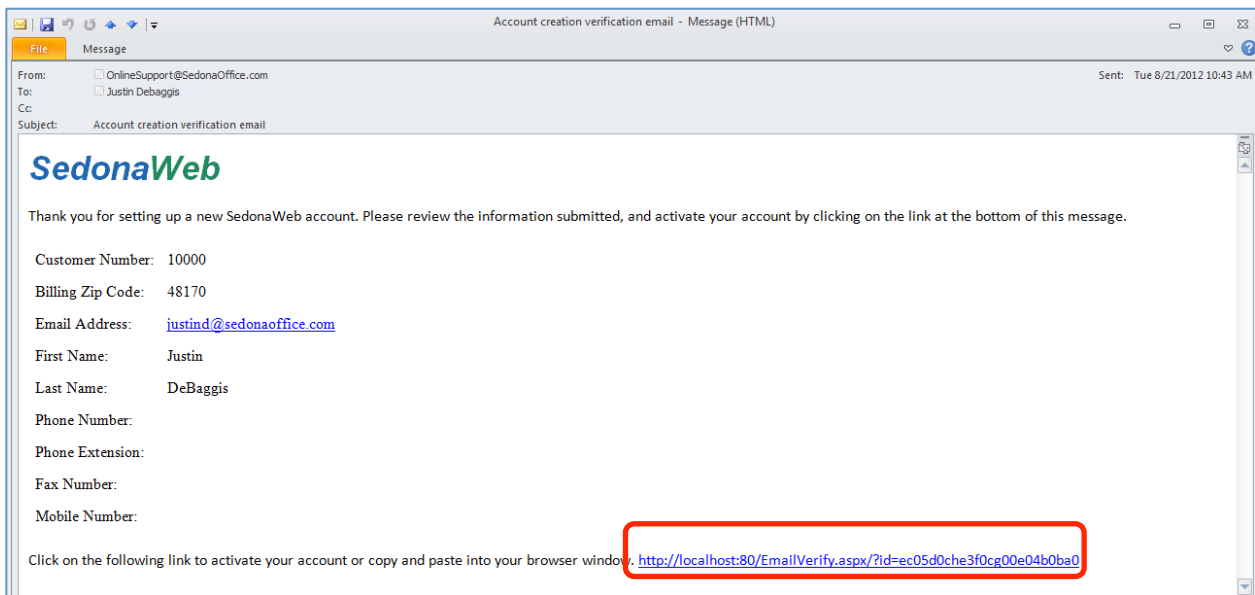 Account creation verification email - Message (HTML)
File Message
From: OnlineSupport@SedonaOffice.com Sent: Tue 8/21/2012 10:43 AM
To: Justin Debaggis
Cc:
Subject: Account creation verification email
SedonaWeb
Thank you for setting up a new SedonaWeb account. Please review the information submitted, and activate your account by clicking on the link at the bottom of this message.
Customer Number: 10000
Billing Zip Code: 48170
Email Address: justind@sedonaoffice.com
First Name: Justin
Last Name: DeBaggis
Phone Number:
Phone Extension:
Fax Number:
Mobile Number:
Click on the following link to activate your account or copy and paste into your browser window. http://localhost:80/EmailVerify.aspx/?id=ec05d0che3f0cg00e04b0ba0